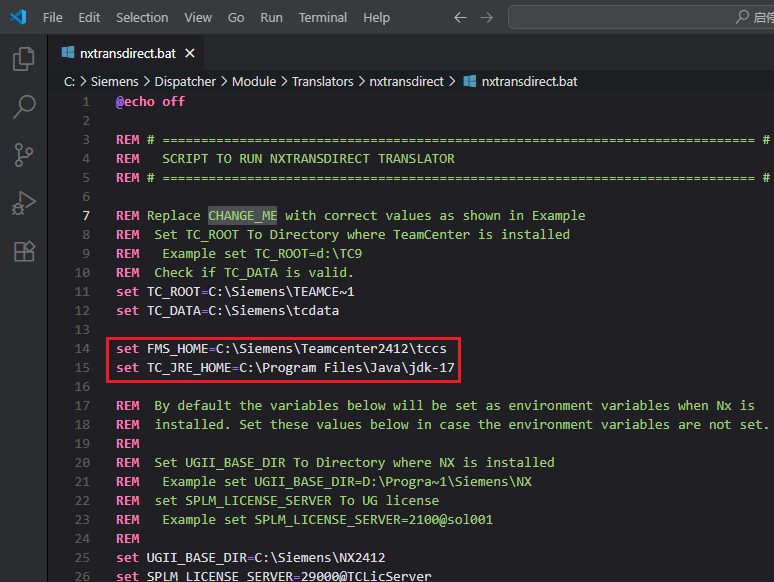 File Edit Selection View Go Run Terminal Help
启停
nxtransdirect.bat
C: > Siemens > Dispatcher > Module > Translators > nxtransdirect > nxtransdirect.bat
1 @echo off
2
3 REM # ============================================================================= #
4 REM   SCRIPT TO RUN NXTRANSDIRECT TRANSLATOR
5 REM # ============================================================================= #
6
7 REM Replace CHANGE_ME with correct values as shown in Example
8 REM  Set TC_ROOT To Directory where TeamCenter is installed
9 REM   Example set TC_ROOT=d:\TC9
10 REM  Check if TC_DATA is valid.
11 set TC_ROOT=C:\Siemens\TEAMCE~1
12 set TC_DATA=C:\Siemens\tcdata
13
14 set FMS_HOME=C:\Siemens\Teamcenter2412\tccs
15 set TC_JRE_HOME=C:\Program Files\Java\jdk-17
16
17 REM  By default the variables below will be set as environment variables when Nx is
18 REM  installed. Set these values below in case the environment variables are not set.
19 REM
20 REM  Set UGII_BASE_DIR To Directory where NX is installed
21 REM   Example set UGII_BASE_DIR=D:\Progra~1\Siemens\NX
22 REM  set SPLM_LICENSE_SERVER To UG license
23 REM   Example set SPLM_LICENSE_SERVER=2100@sol001
24 REM
25 set UGII_BASE_DIR=C:\Siemens\NX2412
26 set SPLM_LICENSE_SERVER=29000@TCLicServer